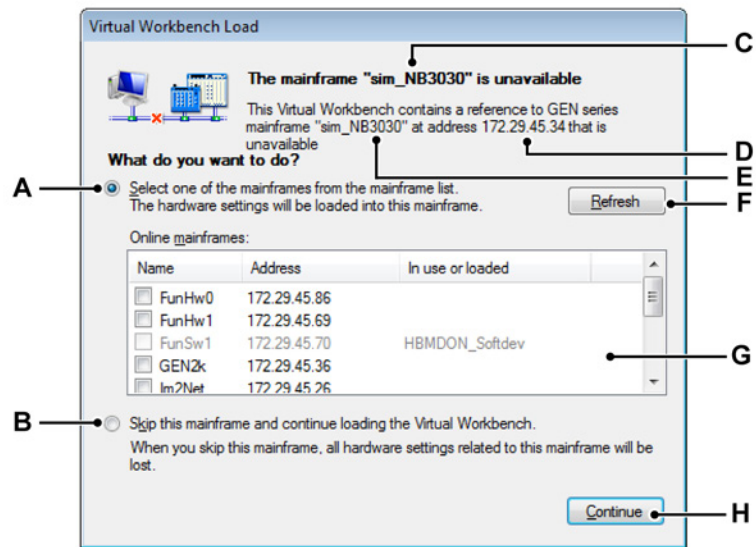 Virtual Workbench Load
C
The mainframe "sim_NB3030" is unavailable
This Virtual Workbench contains a reference to GEN series
mainframe "sim_NB3030" at address 172.29.45.34 that is
unavailable
D
What do you want to do?
E
A
Select one of the mainframes from the mainframe list.
The hardware settings will be loaded into this mainframe.
Refresh
F
Online mainframes:
Name Address In use or loaded
FunHw0 172.29.45.86
FunHw1 172.29.45.69
FunSw1 172.29.45.70 HBMDON_Softdev
G
GEN2k 172.29.45.36
Im2Net 172.29.45.26
B
Skip this mainframe and continue loading the Virtual Workbench.
When you skip this mainframe, all hardware settings related to this mainframe will be
lost.
Continue
H